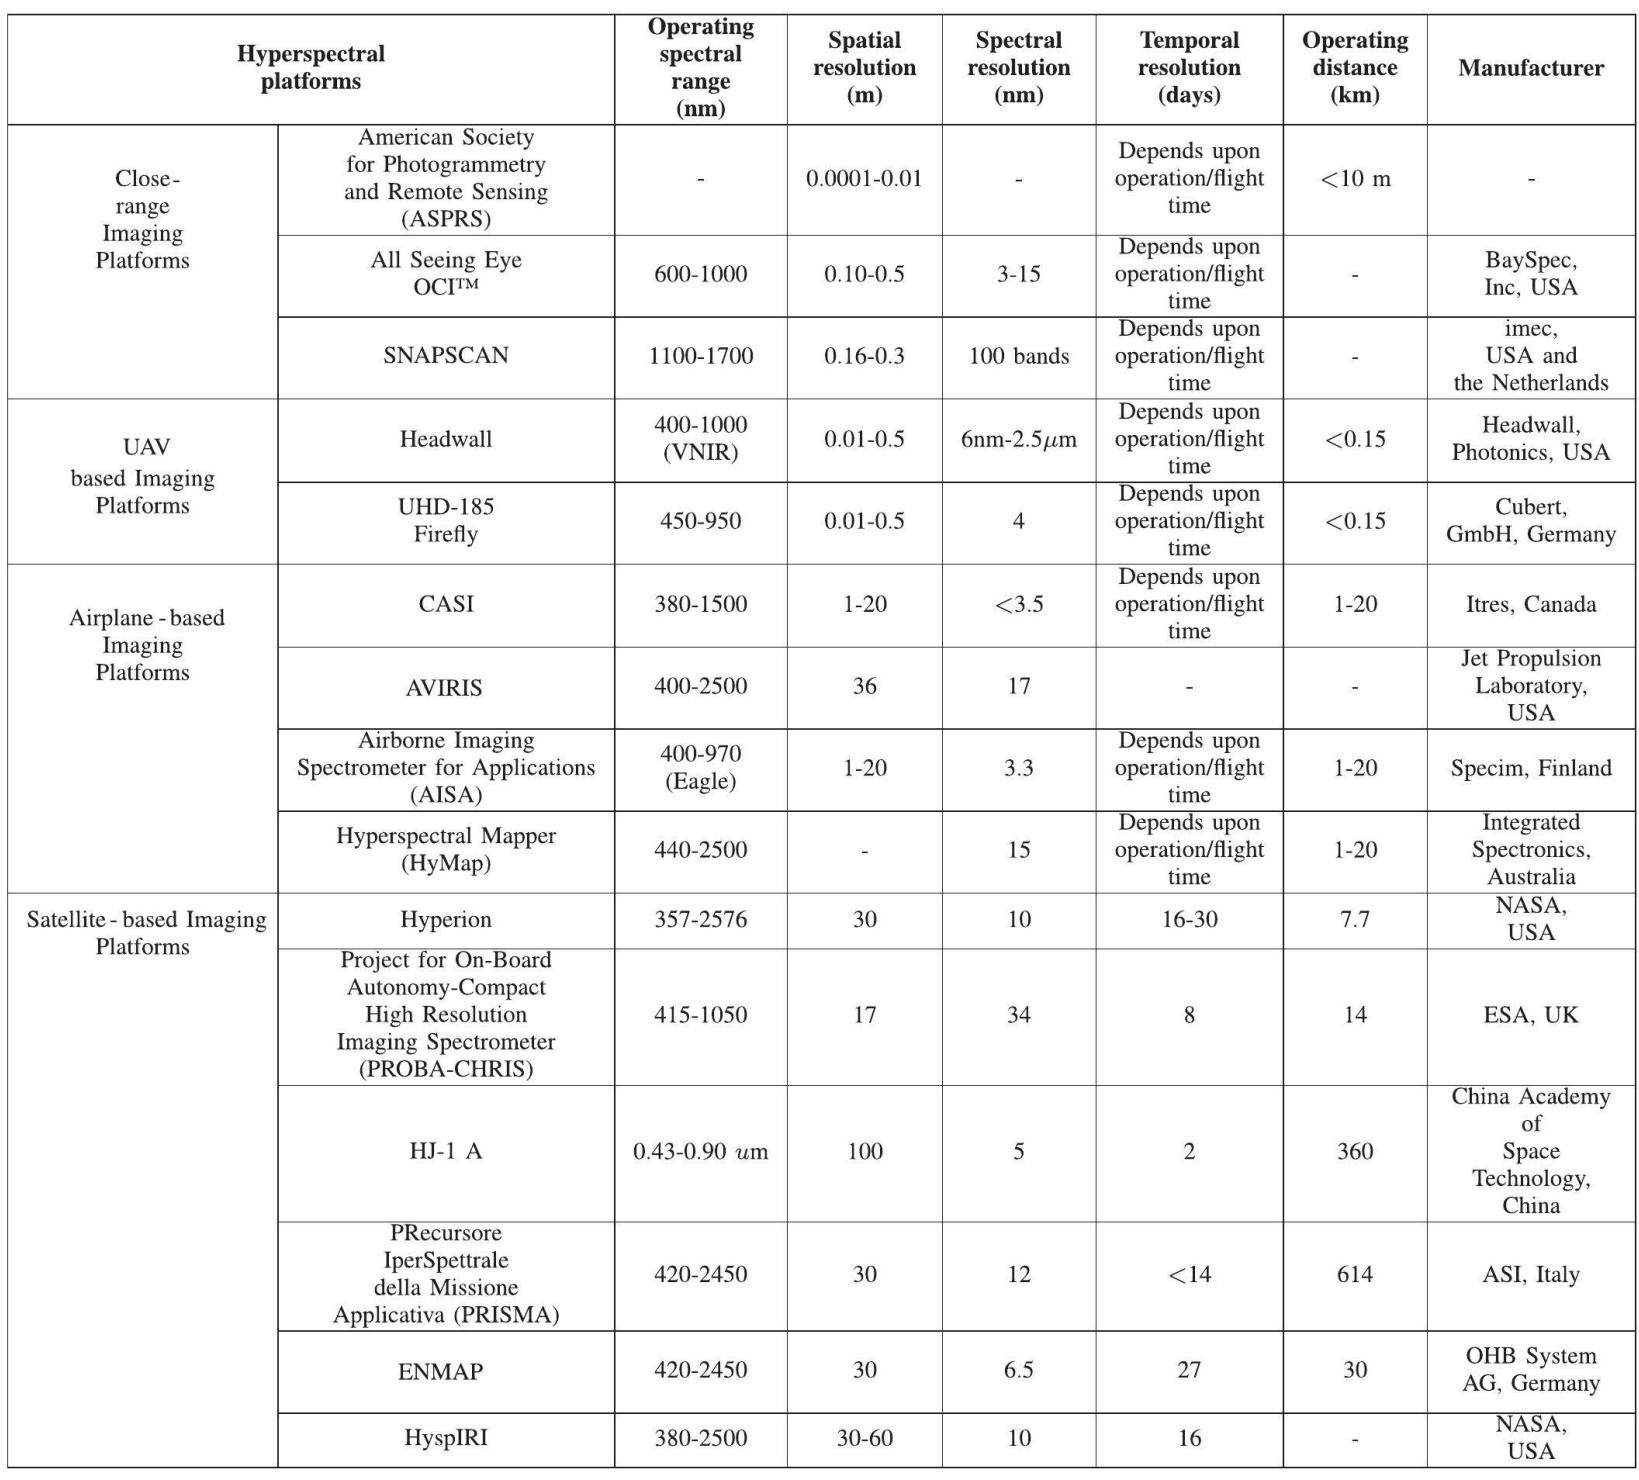 Hyperspectral
platforms
Operating
spectral
range
(nm)
Spatial
resolution
(m)
Spectral
resolution
(nm)
Temporal
resolution
(days)
Operating
distance
(km)
Manufacturer
Close-
range
Imaging
Platforms
American Society
for Photogrammetry
and Remote Sensing
(ASPRS)
-
0.0001-0.01
-
Depends upon
operation/flight
time
<10 m
-
All Seeing Eye
OCI™
600-1000
0.10-0.5
3-15
Depends upon
operation/flight
time
-
BaySpec,
Inc, USA
SNAPSCAN
1100-1700
0.16-0.3
100 bands
Depends upon
operation/flight
time
-
imec,
USA and
the Netherlands
UAV
based Imaging
Platforms
Headwall
400-1000
(VNIR)
0.01-0.5
6nm-2.5μm
Depends upon
operation/flight
time
<0.15
Headwall,
Photonics, USA
UHD-185
Firefly
450-950
0.01-0.5
4
Depends upon
operation/flight
time
<0.15
Cubert,
GmbH, Germany
Airplane - based
Imaging
Platforms
CASI
380-1500
1-20
<3.5
Depends upon
operation/flight
time
1-20
Itres, Canada
AVIRIS
400-2500
36
17
-
-
Jet Propulsion
Laboratory,
USA
Airborne Imaging
Spectrometer for Applications
(AISA)
400-970
(Eagle)
1-20
3.3
Depends upon
operation/flight
time
1-20
Specim, Finland
Hyperspectral Mapper
(HyMap)
440-2500
-
15
Depends upon
operation/flight
time
1-20
Integrated
Spectronics,
Australia
Satellite - based Imaging
Platforms
Hyperion
357-2576
30
10
16-30
7.7
NASA,
USA
Project for On-Board
Autonomy-Compact
High Resolution
Imaging Spectrometer
(PROBA-CHRIS)
415-1050
17
34
8
14
ESA, UK
HJ-1 A
0.43-0.90 um
100
5
2
360
China Academy
of
Space
Technology,
China
PRecursore
IperSpettrale
della Missione
Applicativa (PRISMA)
420-2450
30
12
<14
614
ASI, Italy
ENMAP
420-2450
30
6.5
27
30
OHB System
AG, Germany
HyspIRI
380-2500
30-60
10
16
-
NASA,
USA